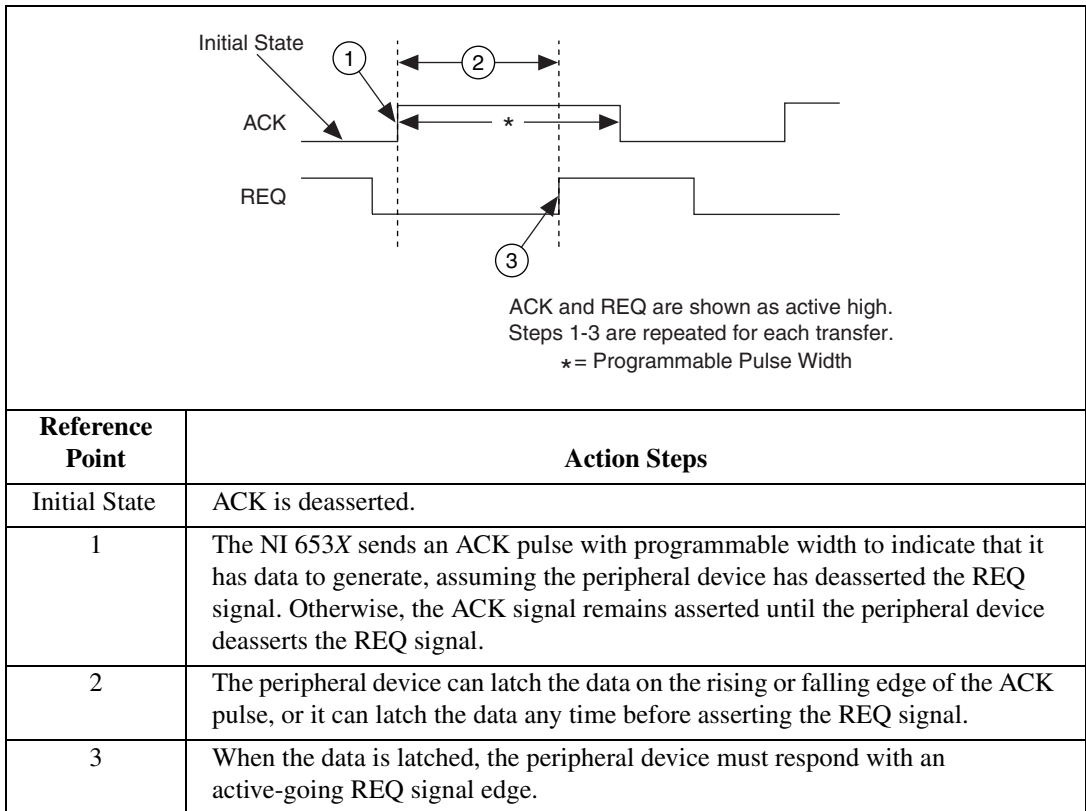 Initial State
1
2
ACK
*
REQ
3
ACK and REQ are shown as active high.
Steps 1-3 are repeated for each transfer.
*= Programmable Pulse Width
Reference
Point
Action Steps
Initial State
ACK is deasserted.
1
The NI 653X sends an ACK pulse with programmable width to indicate that it
has data to generate, assuming the peripheral device has deasserted the REQ
signal. Otherwise, the ACK signal remains asserted until the peripheral device
deasserts the REQ signal.
2
The peripheral device can latch the data on the rising or falling edge of the ACK
pulse, or it can latch the data any time before asserting the REQ signal.
3
When the data is latched, the peripheral device must respond with an
active-going REQ signal edge.